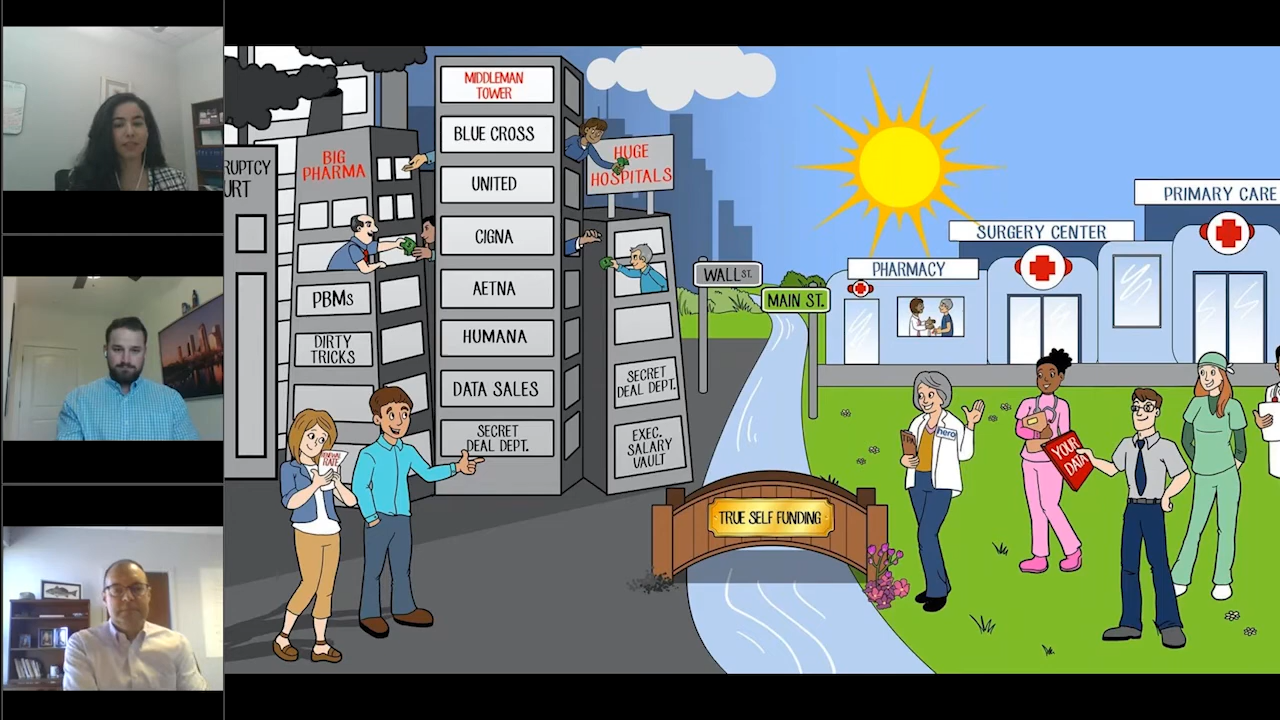 RUPTCY
URT
BIG
PHARMA
PBMs
DIRTY
TRICKS
MIDDLEMAN
TOWER
BLUE CROSS
UNITED
CIGNA
AETNA
HUMANA
DATA SALES
SECRET
DEAL DEPT.
HUGE
HOSPITALS
SECRET
DEAL DEPT.
EXEC.
SALARY
VAULT
WALL ST.
MAIN ST.
PHARMACY
SURGERY CENTER
PRIMARY CARE
TRUE SELF FUNDING
hero
YOUR
DATA